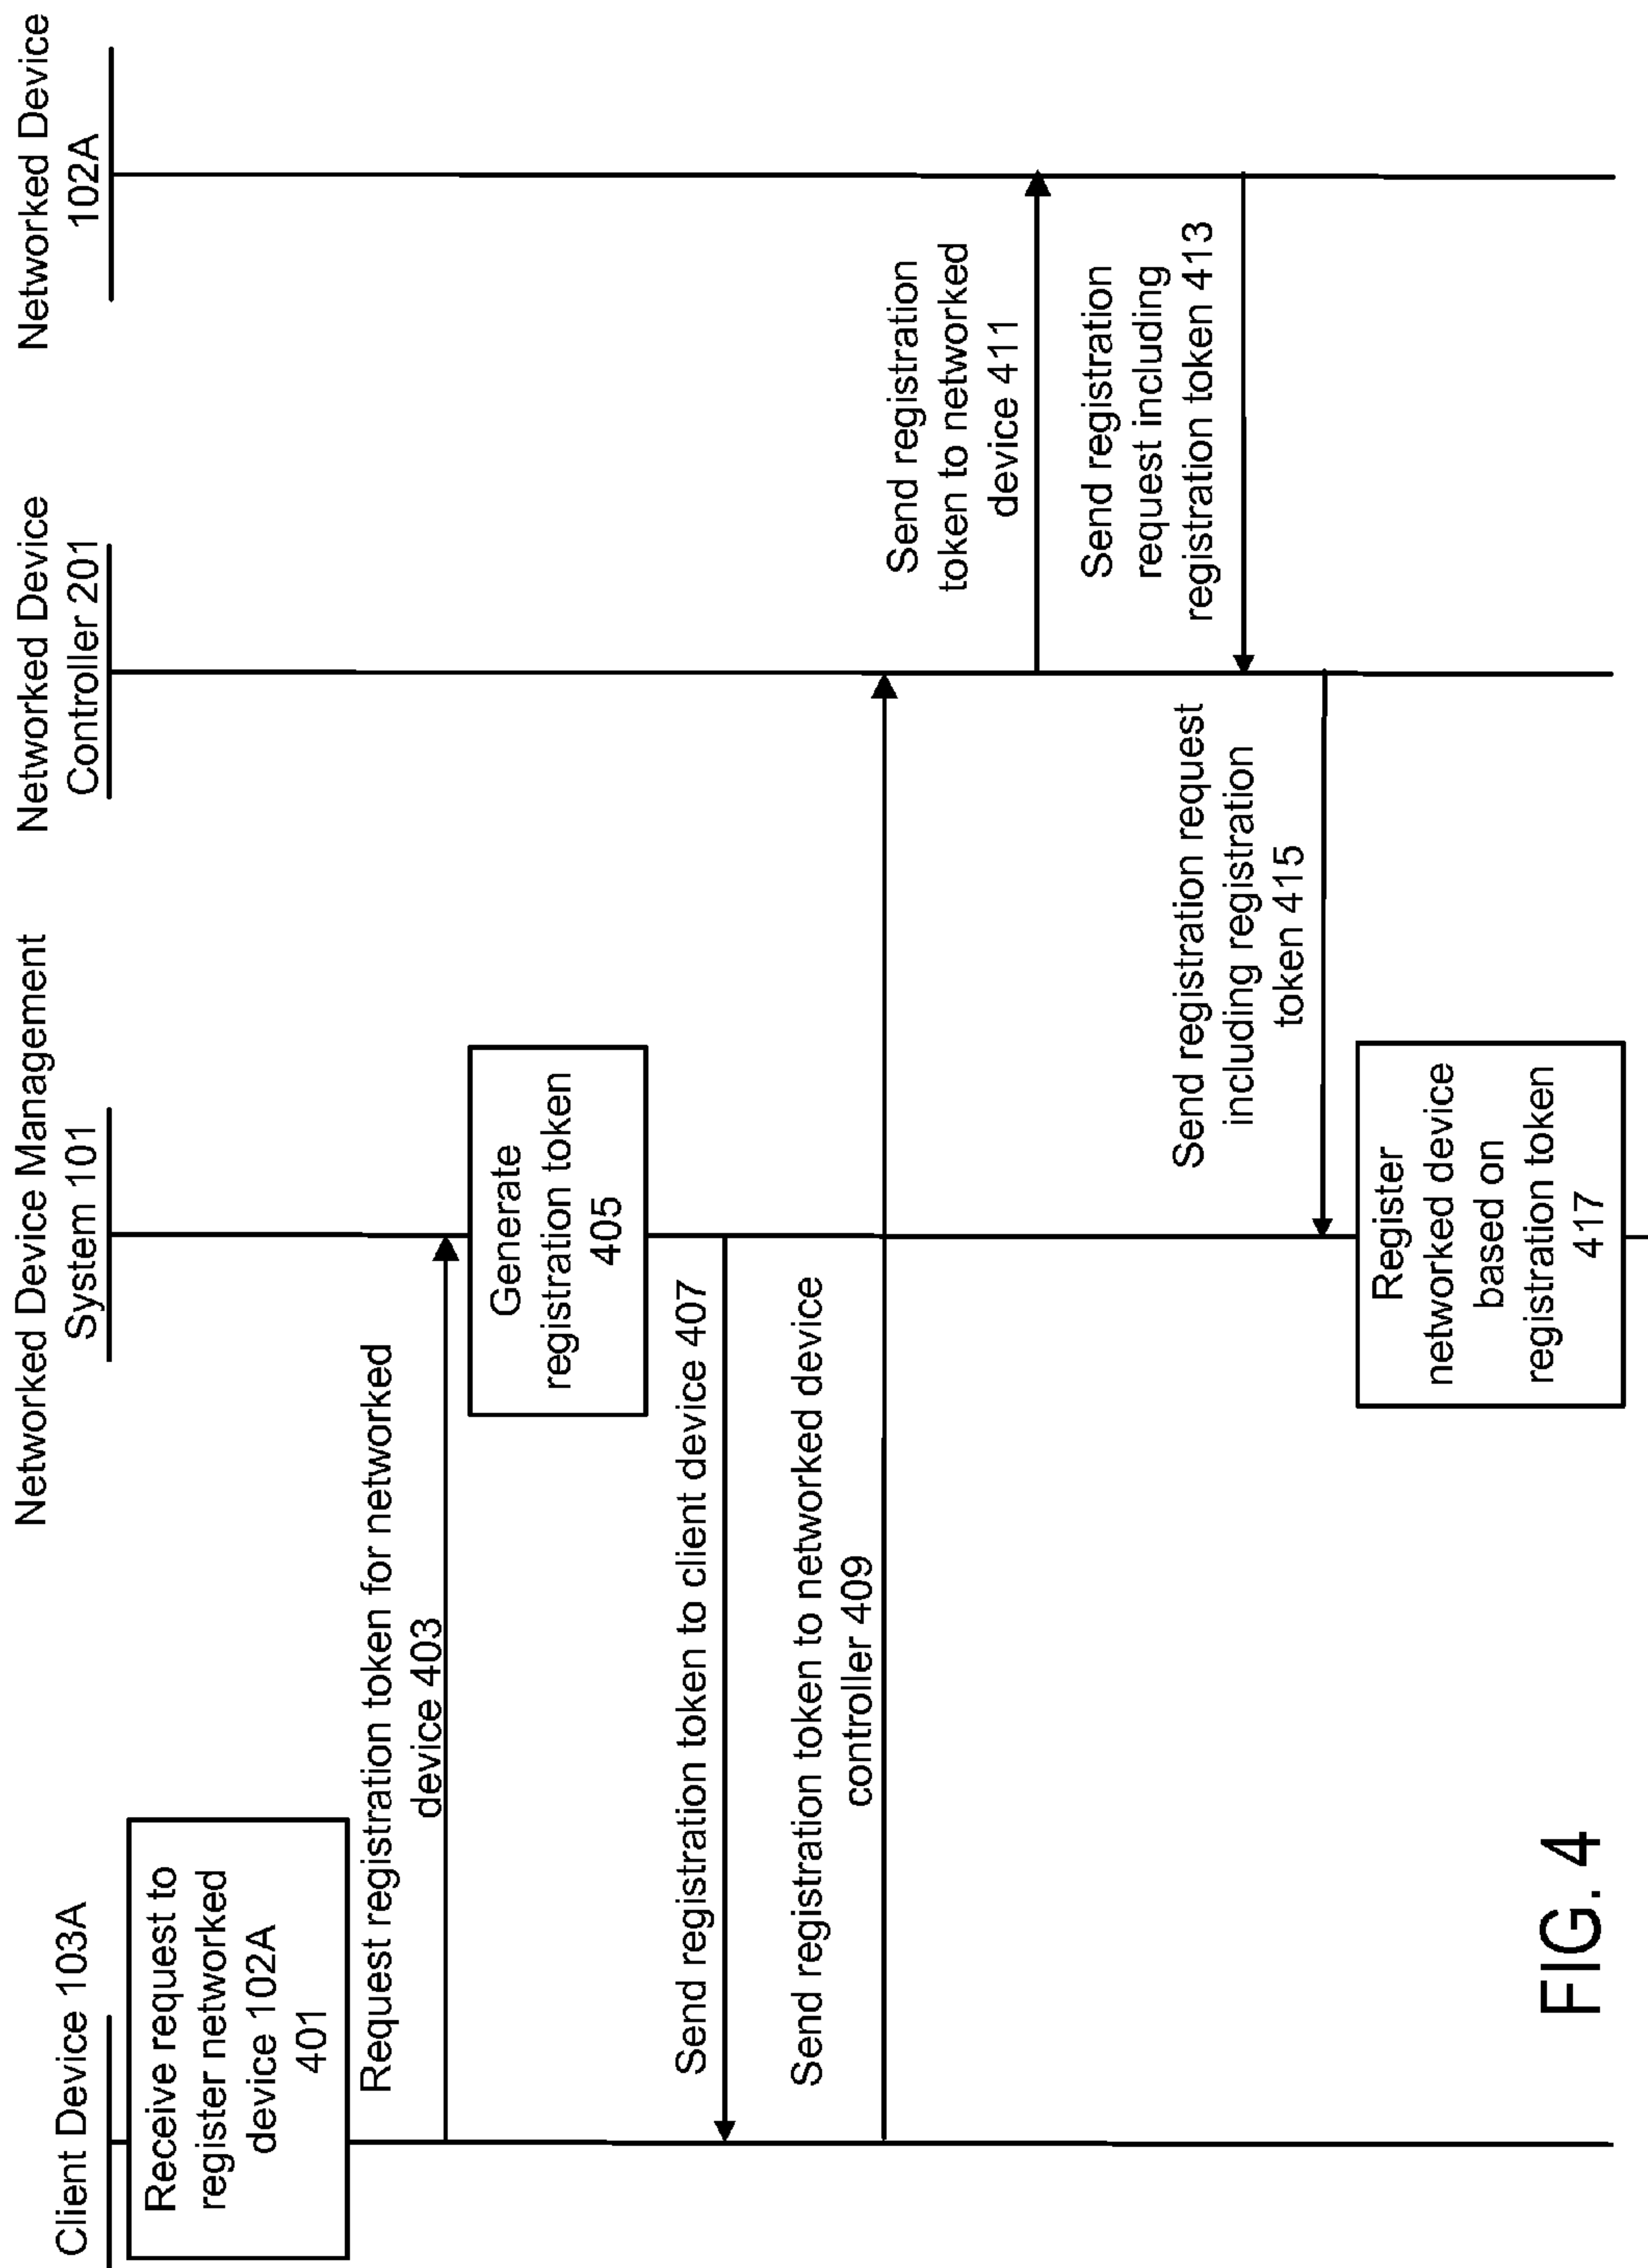 Client Device 103A
Networked Device Management
System 101
Networked Device
Controller 201
Networked Device
102A
Receive request to
register networked
device 102A
401
Request registration token for networked
device 403
Generate
registration token
405
Send registration token to client device 407
Send registration token to networked device
controller 409
Send registration
token to networked
device 411
Send registration
request including
registration token 413
Send registration request
including registration
token 415
Register
networked device
based on
registration token
417
FIG. 4